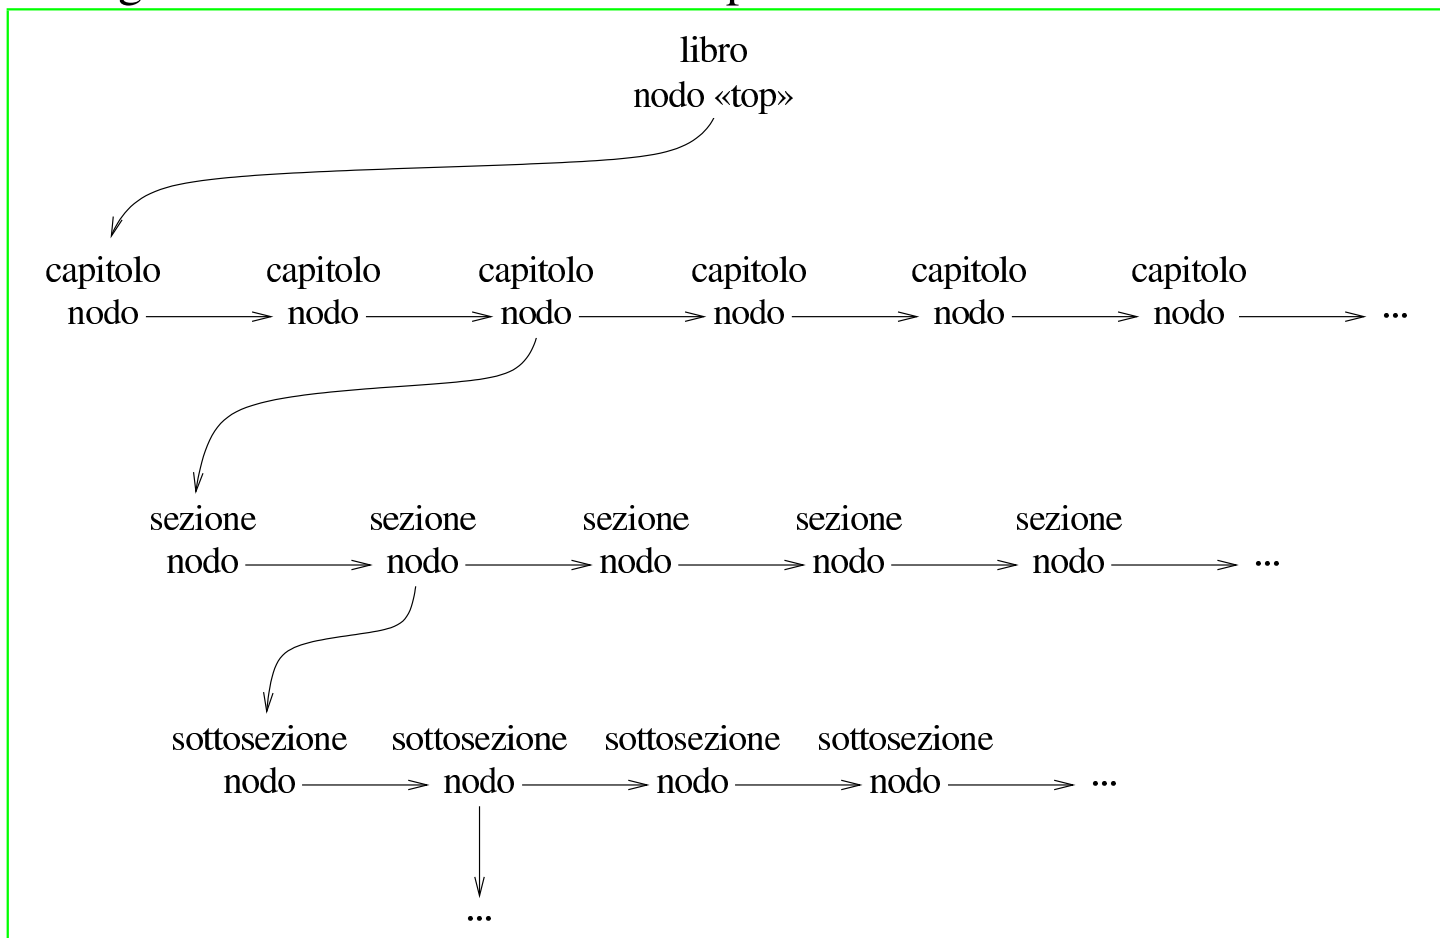 libro
nodo «top»
capitolo capitolo capitolo capitolo capitolo capitolo
nodo nodo nodo nodo nodo nodo ...
sezione sezione sezione sezione sezione
nodo nodo nodo nodo nodo ...
sottosezione sottosezione sottosezione sottosezione
nodo nodo nodo nodo ...
...